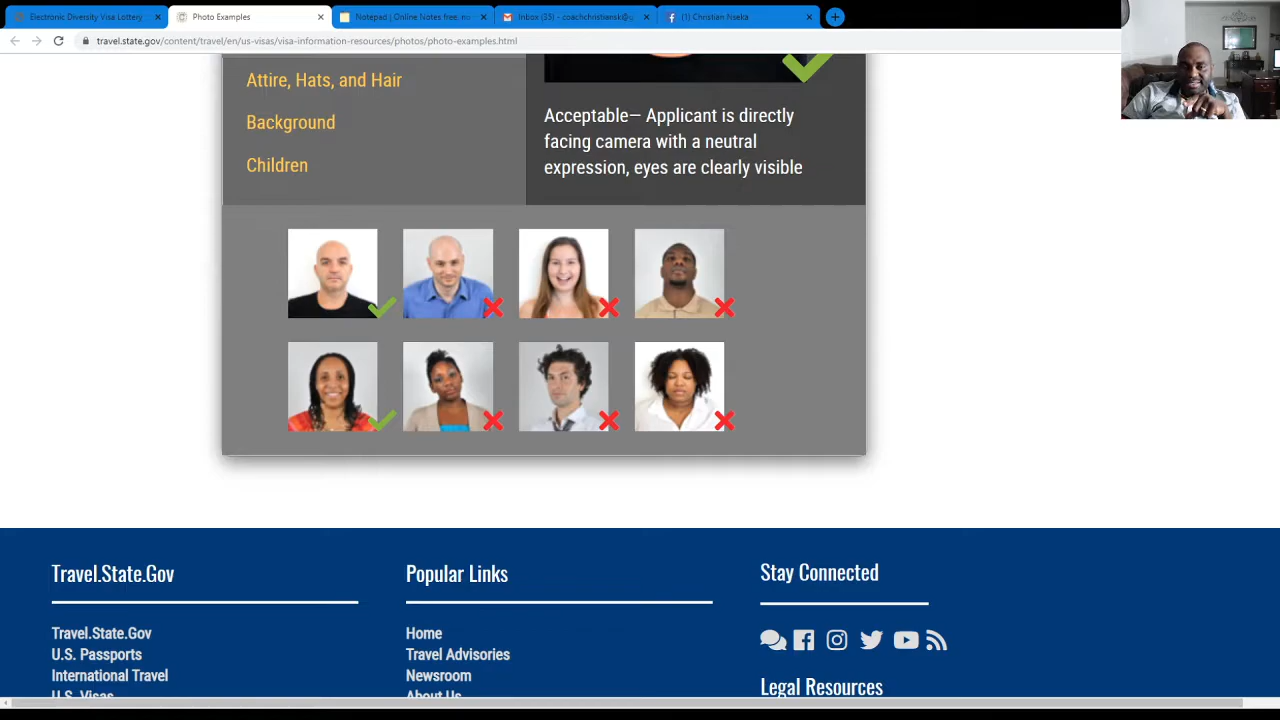 Electronic Diversity Visa Lottery
Photo Examples
Notepad | Online Notes free, no
Inbox (35) - coachchristiansk@g
(1) Christian Nseka
travel.state.gov/content/travel/en/us-visas/visa-information-resources/photos/photo-examples.html
Attire, Hats, and Hair
Background
Children
Acceptable— Applicant is directly
facing camera with a neutral
expression, eyes are clearly visible
Travel.State.Gov
Travel.State.Gov
U.S. Passports
International Travel
U.S. Visas
Popular Links
Home
Travel Advisories
Newsroom
About Us
Stay Connected
Legal Resources